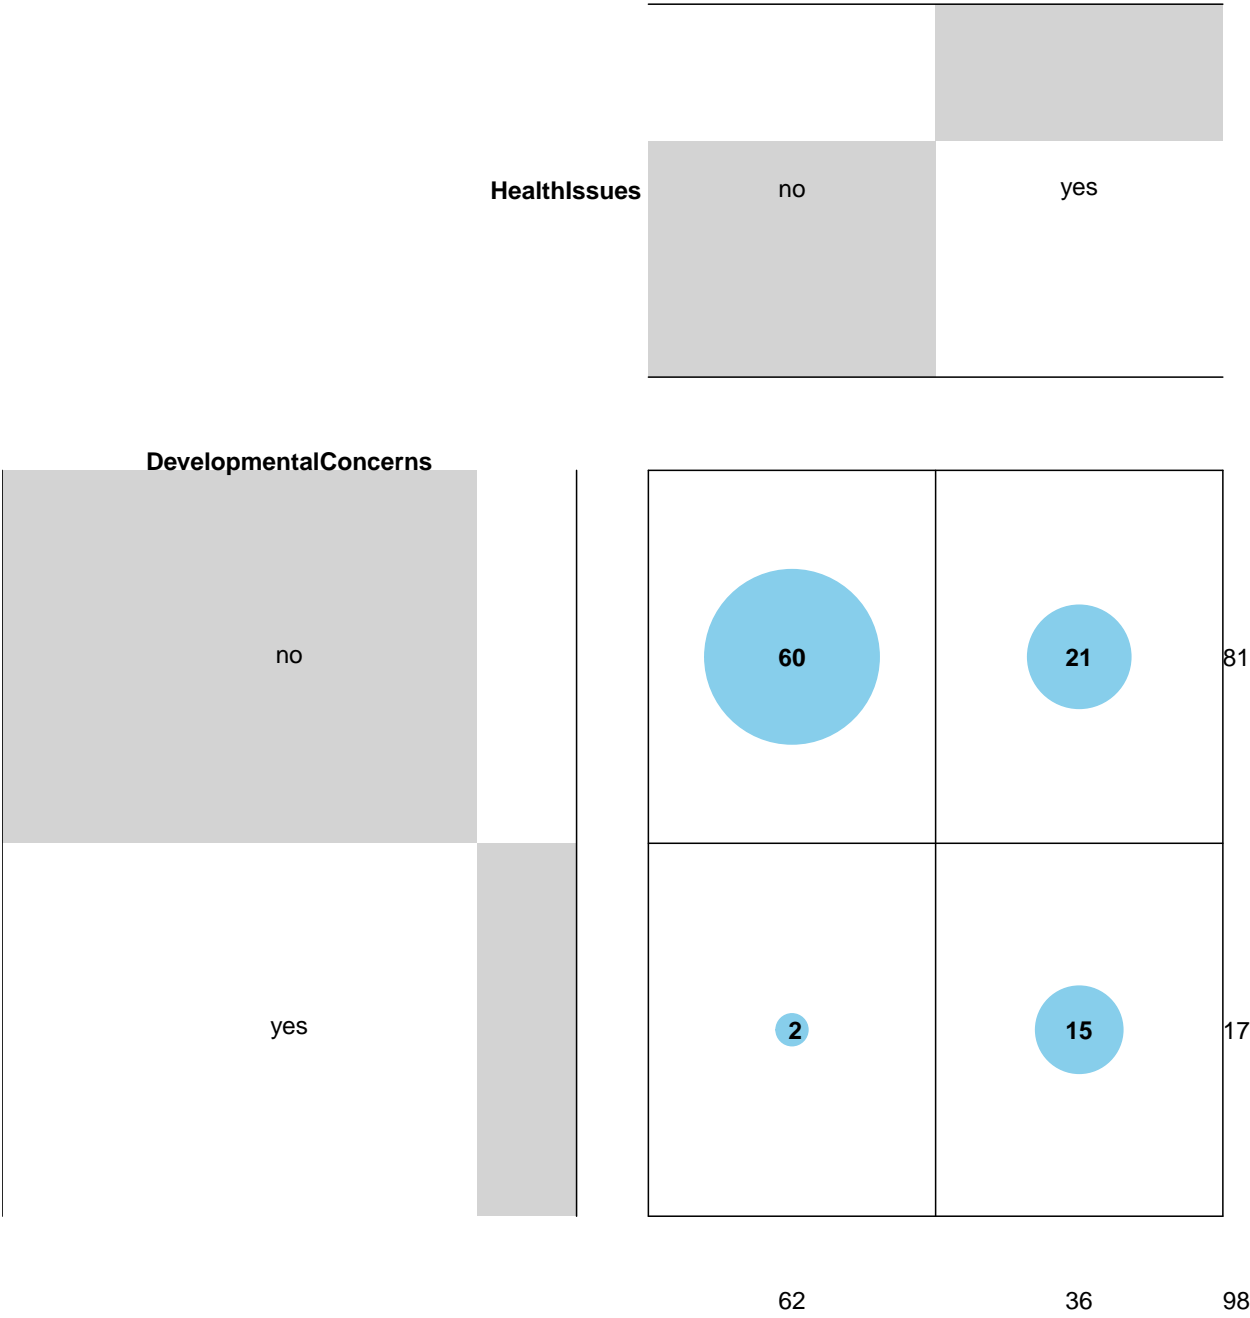 HealthIssues no yes
DevelopmentalConcerns
no 60 21 81
yes 2 15 17
62 36 98